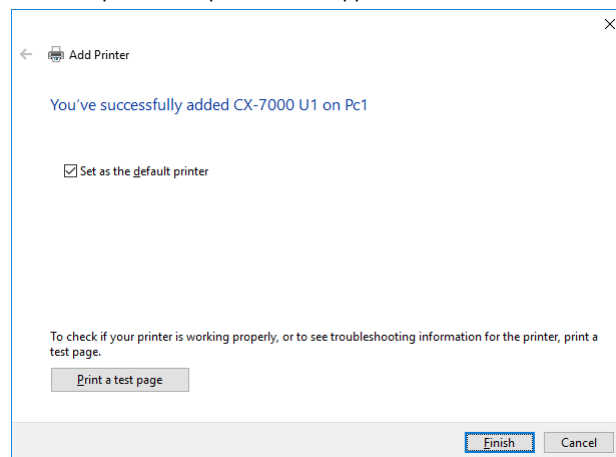 Add Printer
You've successfully added CX-7000 U1 on Pc1
Set as the default printer
To check if your printer is working properly, or to see troubleshooting information for the printer, print a
test page.
Print a test page
Finish Cancel